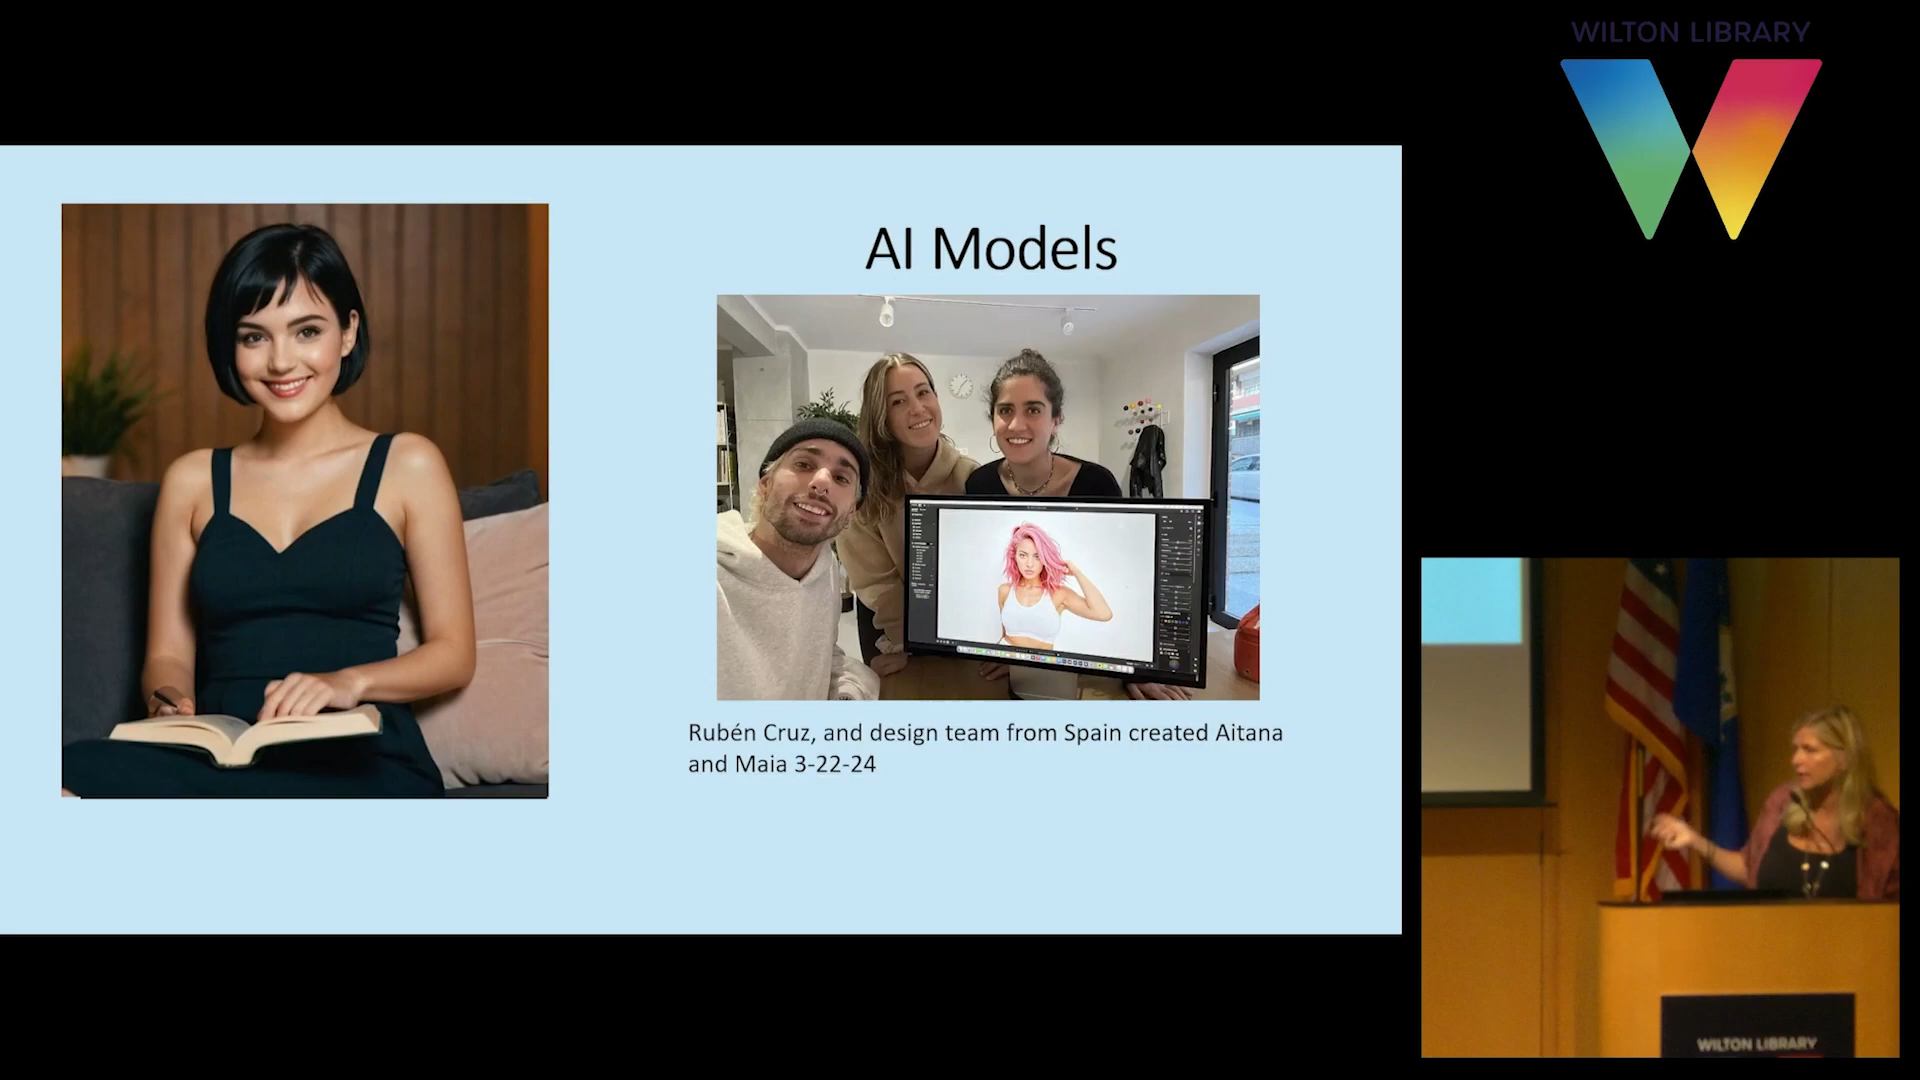 WILTON LIBRARY
AI Models
Rubén Cruz, and design team from Spain created Aitana
and Maia 3-22-24
WILTON LIBRARY